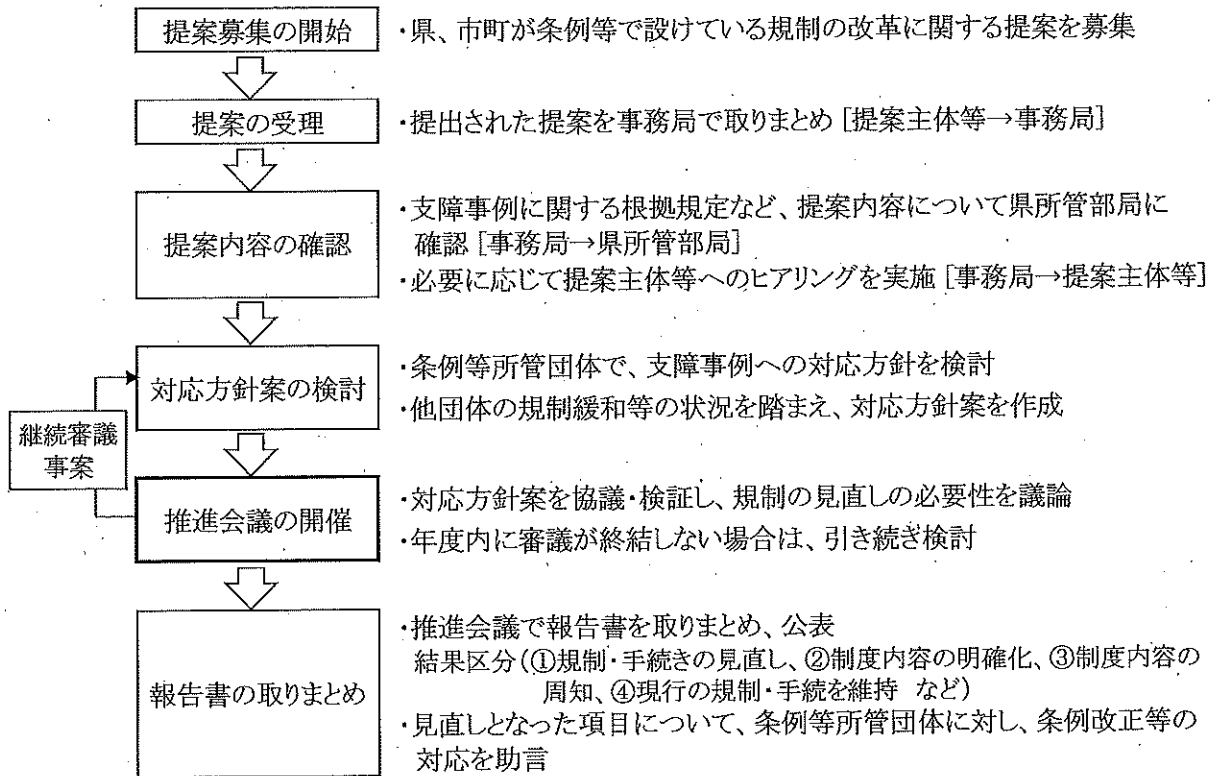 提案募集の開始
・県、市町が条例等で設けている規制の改革に関する提案を募集
提案の受理
・提出された提案を事務局で取りまとめ [提案主体等→事務局]
提案内容の確認
・支障事例に関する根拠規定など、提案内容について県所管部局に
確認 [事務局→県所管部局]
・必要に応じて提案主体等へのヒアリングを実施 [事務局→提案主体等]
対応方針案の検討
・条例等所管団体で、支障事例への対応方針を検討
・他団体の規制緩和等の状況を踏まえ、対応方針案を作成
継続審議
事案
推進会議の開催
・対応方針案を協議・検証し、規制の見直しの必要性を議論
・年度内に審議が終結しない場合は、引き続き検討
報告書の取りまとめ
・推進会議で報告書を取りまとめ、公表
結果区分(①規制・手続きの見直し、②制度内容の明確化、③制度内容の
周知、④現行の規制・手続を維持 など)
・見直しとなった項目について、条例等所管団体に対し、条例改正等の
対応を助言